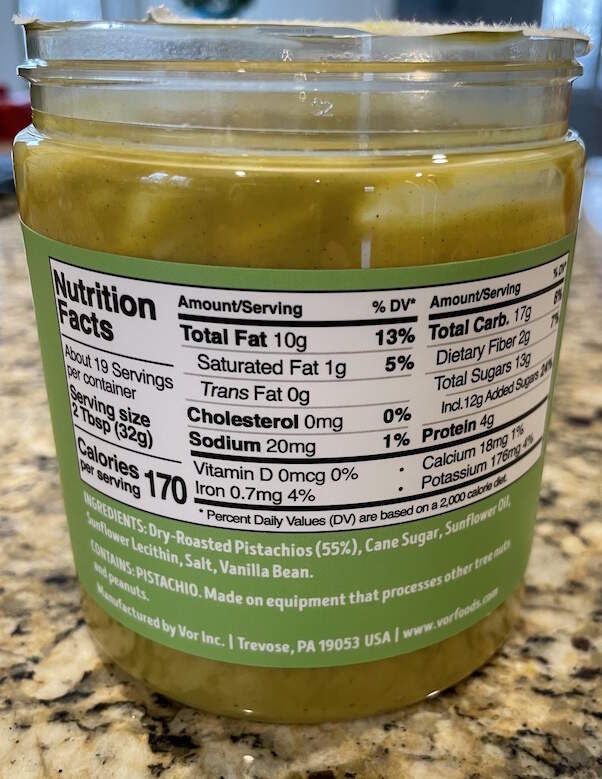 Nutrition
Facts
About 19 Servings
per container
Serving size
2 Tbsp (32g)
Calories
per serving 170
Amount/Serving % DV*
Total Fat 10g 13%
Saturated Fat 1g 5%
Trans Fat 0g
Cholesterol 0mg 0%
Sodium 20mg 1%
Amount/Serving % DV*
Total Carb. 17g 6%
Dietary Fiber 2g 7%
Total Sugars 13g
Incl. 12g Added Sugars 24%
Protein 4g
Vitamin D 0mcg 0% • Calcium 18mg 1%
Iron 0.7mg 4% • Potassium 176mg 4%
* Percent Daily Values (DV) are based on a 2,000 calorie diet.
INGREDIENTS: Dry-Roasted Pistachios (55%), Cane Sugar, Sunflower Oil,
Sunflower Lecithin, Salt, Vanilla Bean.
CONTAINS: PISTACHIO. Made on equipment that processes other tree nuts
and peanuts.
Manufactured by Vor Inc. | Trevose, PA 19053 USA | www.vorfoods.com